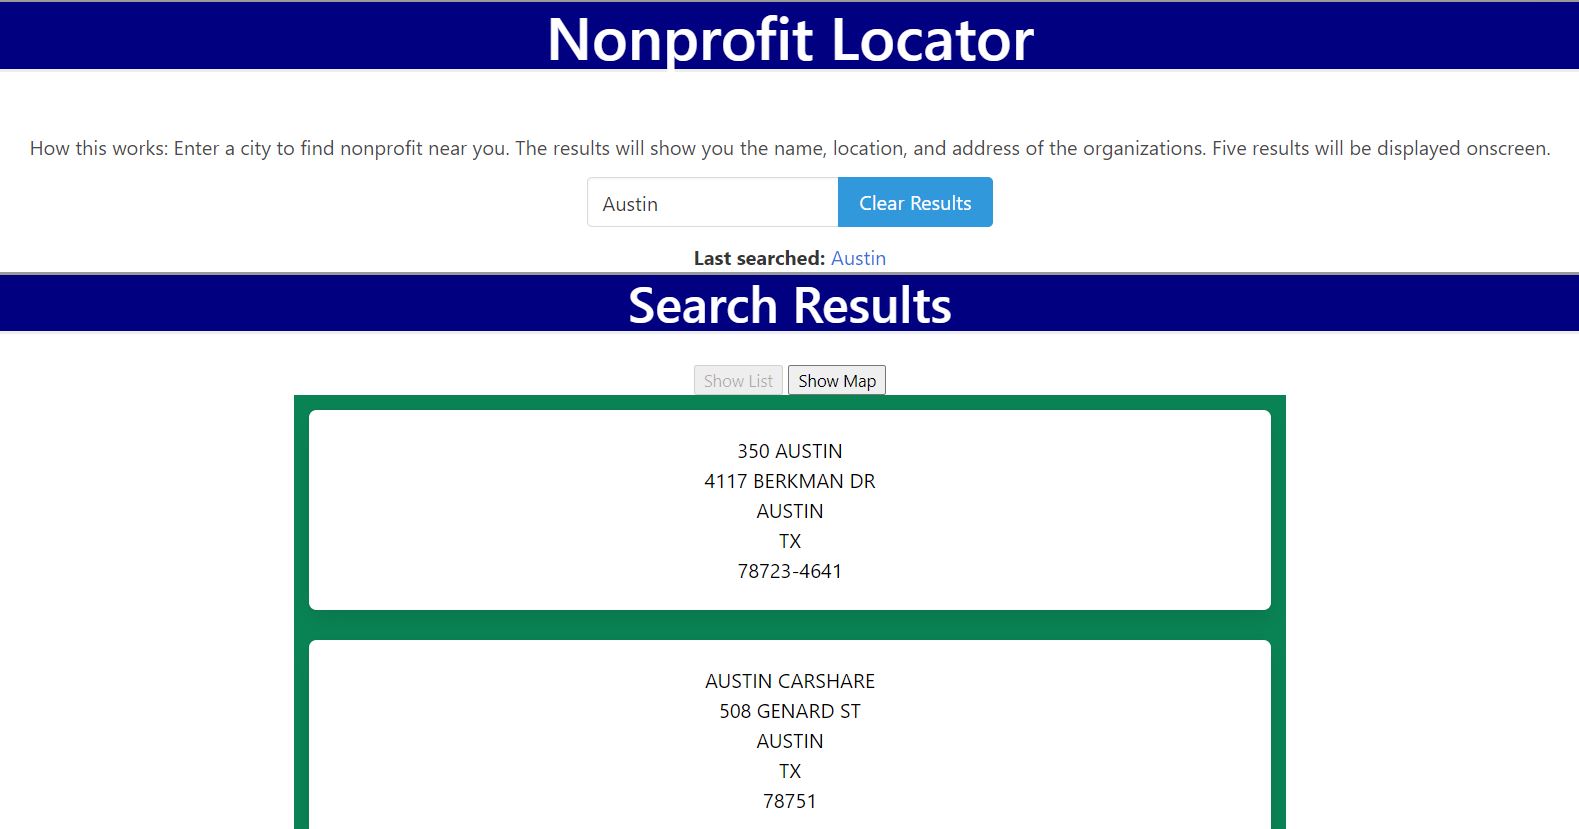 Nonprofit Locator
How this works: Enter a city to find nonprofit near you. The results will show you the name, location, and address of the organizations. Five results will be displayed onscreen.
Austin
Clear Results
Last searched: Austin
Search Results
Show List
Show Map
350 AUSTIN
4117 BERKMAN DR
AUSTIN
TX
78723-4641
AUSTIN CARSHARE
508 GENARD ST
AUSTIN
TX
78751